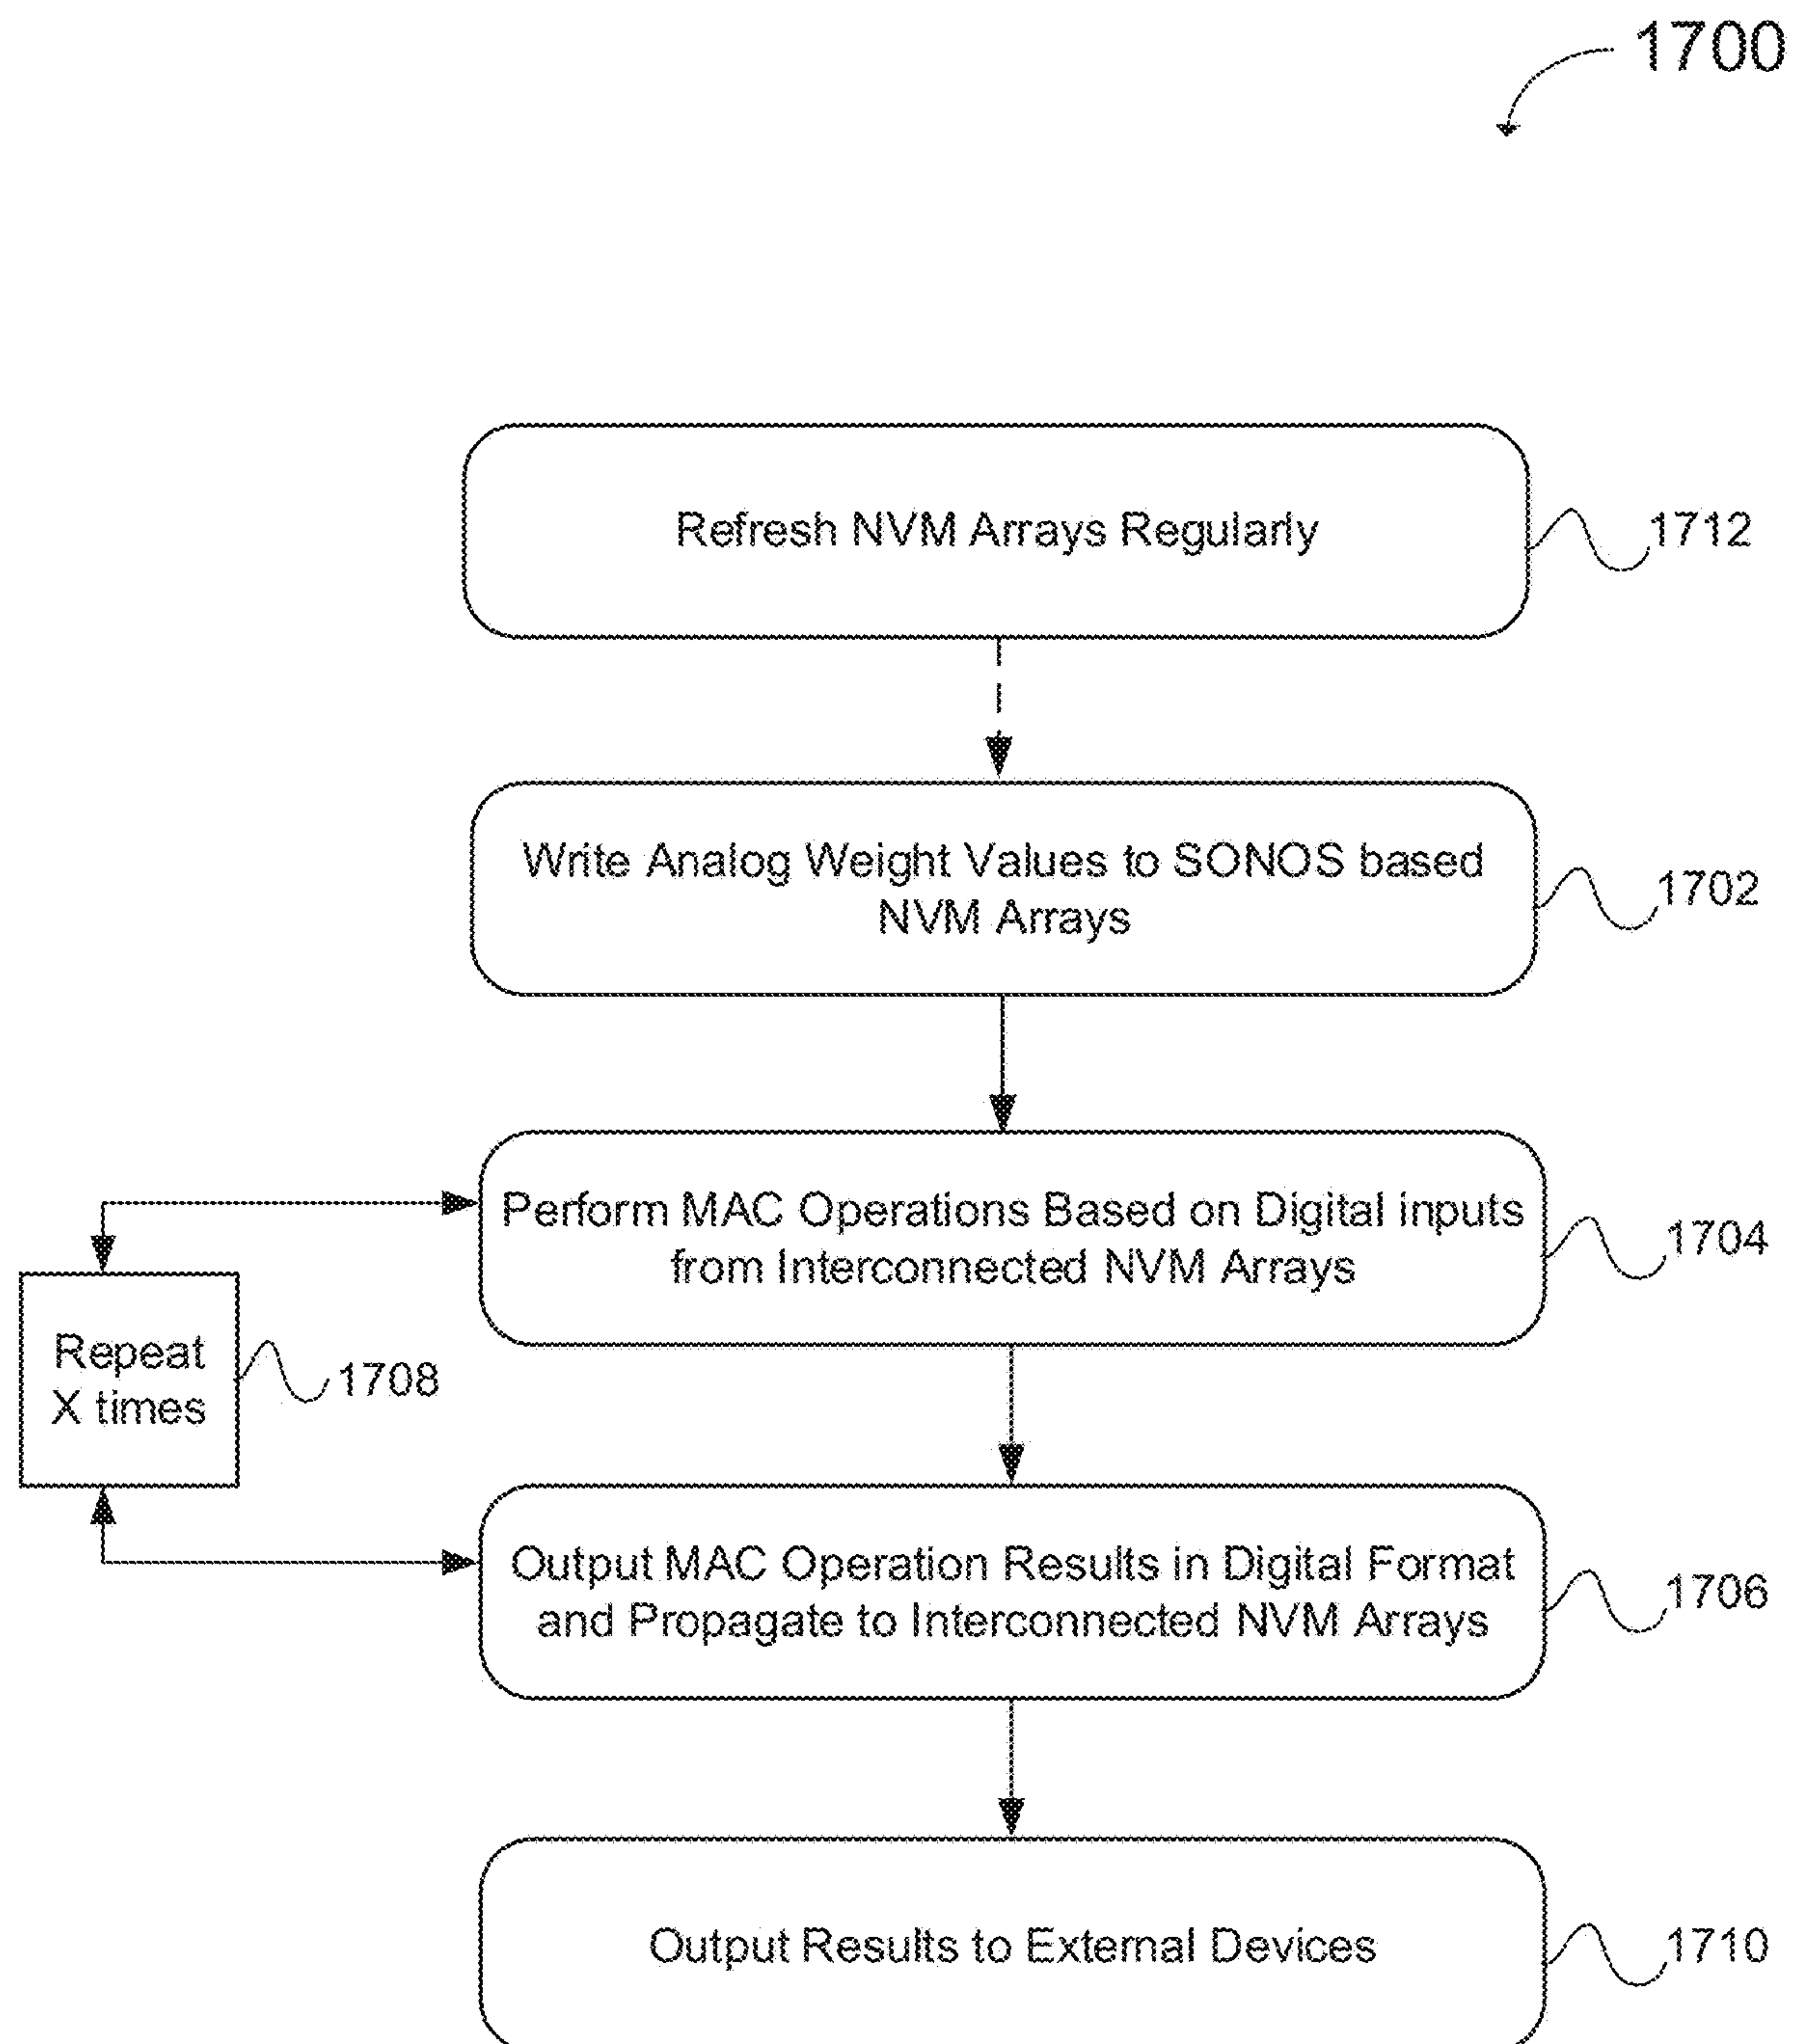 1700
Refresh NVM Arrays Regularly
1712
Write Analog Weight Values to SONOS based
NVM Arrays
1702
Perform MAC Operations Based on Digital inputs
from Interconnected NVM Arrays
1704
Repeat
X times
1708
Output MAC Operation Results in Digital Format
and Propagate to Interconnected NVM Arrays
1706
Output Results to External Devices
1710